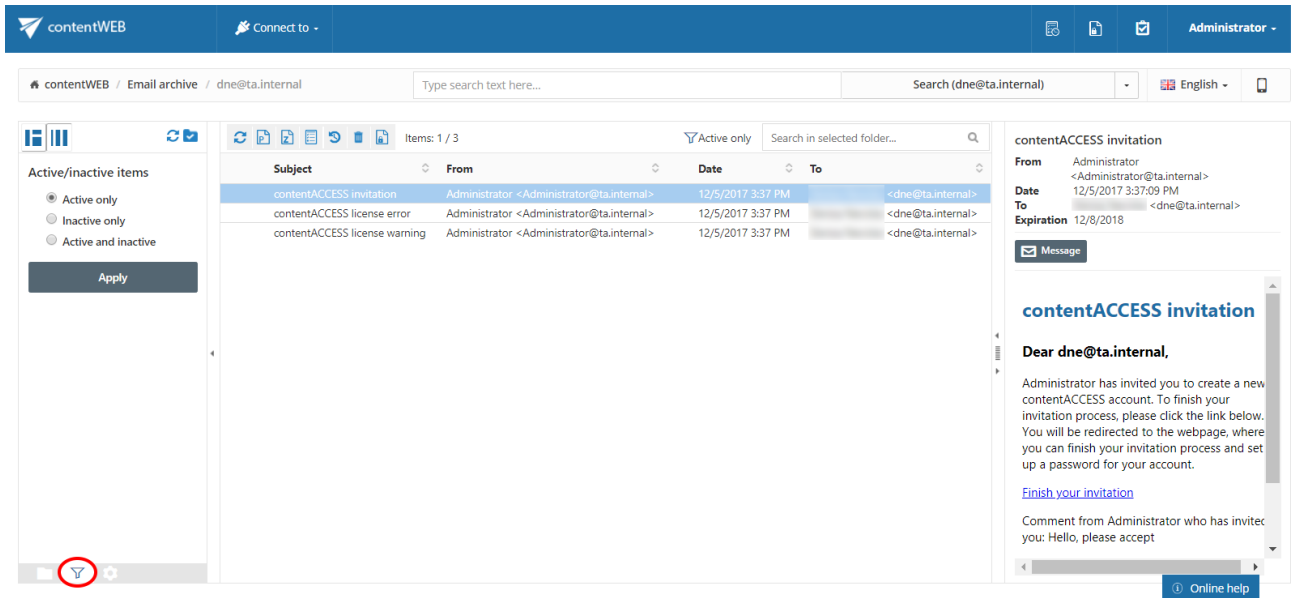 contentWEB
Connect to
Administrator
contentWEB / Email archive / dne@ta.internal
Type search text here...
Search (dne@ta.internal)
English
Active/inactive items
Active only
Inactive only
Active and inactive
Apply
Items: 1 / 3
Active only
Search in selected folder...
Subject From Date To
contentACCESS invitation Administrator <Administrator@ta.internal> 12/5/2017 3:37 PM <dne@ta.internal>
contentACCESS license error Administrator <Administrator@ta.internal> 12/5/2017 3:37 PM <dne@ta.internal>
contentACCESS license warning Administrator <Administrator@ta.internal> 12/5/2017 3:37 PM <dne@ta.internal>
contentACCESS invitation
From Administrator
<Administrator@ta.internal>
Date 12/5/2017 3:37:09 PM
To <dne@ta.internal>
Expiration 12/8/2018
Message
contentACCESS invitation
Dear dne@ta.internal,
Administrator has invited you to create a new
contentACCESS account. To finish your
invitation process, please click the link below.
You will be redirected to the webpage, where
you can finish your invitation process and set
up a password for your account.
Finish your invitation
Comment from Administrator who has invited
you: Hello, please accept
Online help